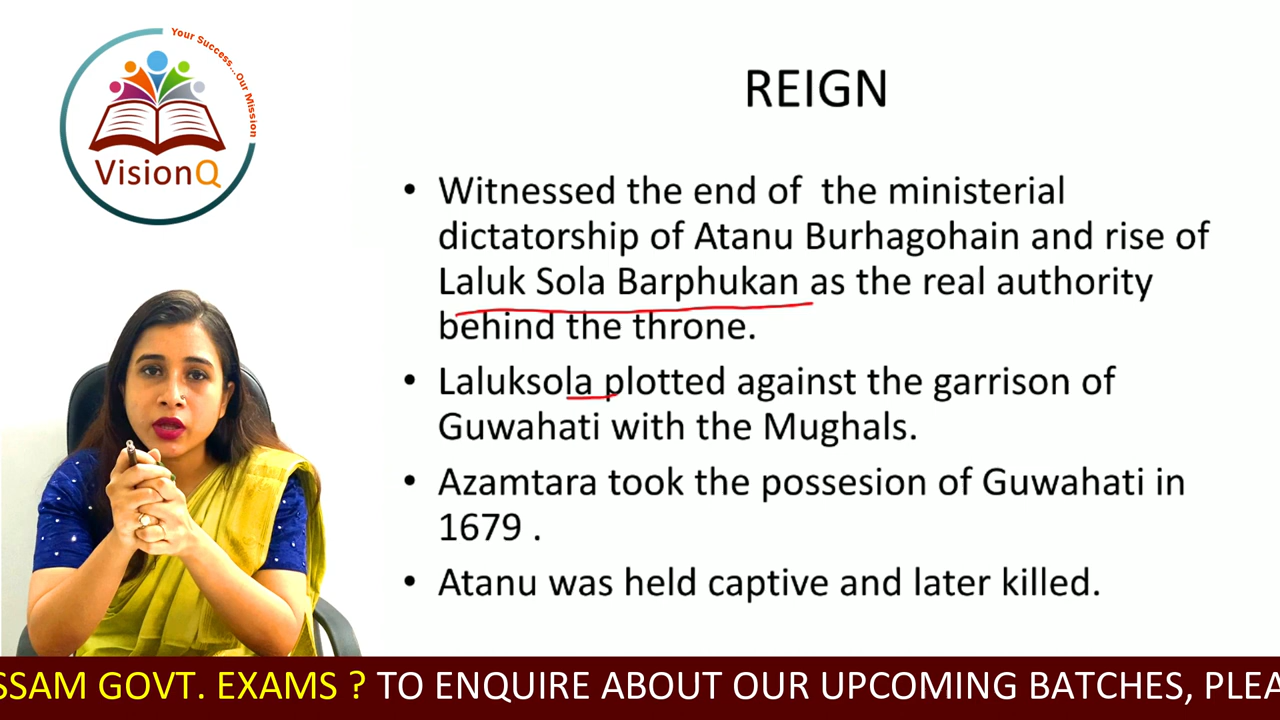 Your Success...Our Mission
VisionQ
REIGN
• Witnessed the end of the ministerial
dictatorship of Atanu Burhagohain and rise of
Laluk Sola Barphukan as the real authority
behind the throne.
• Laluksola plotted against the garrison of
Guwahati with the Mughals.
• Azamtara took the possesion of Guwahati in
1679 .
• Atanu was held captive and later killed.
SSAM GOVT. EXAMS ? TO ENQUIRE ABOUT OUR UPCOMING BATCHES, PLEA